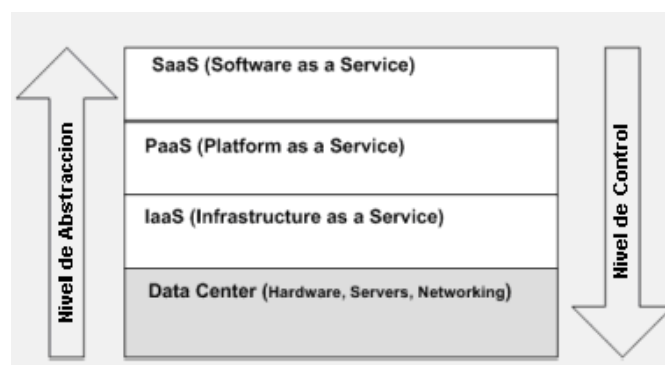 SaaS (Software as a Service)
PaaS (Platform as a Service)
IaaS (Infrastructure as a Service)
Data Center (Hardware, Servers, Networking)
Nivel de Abstraccion
Nivel de Control